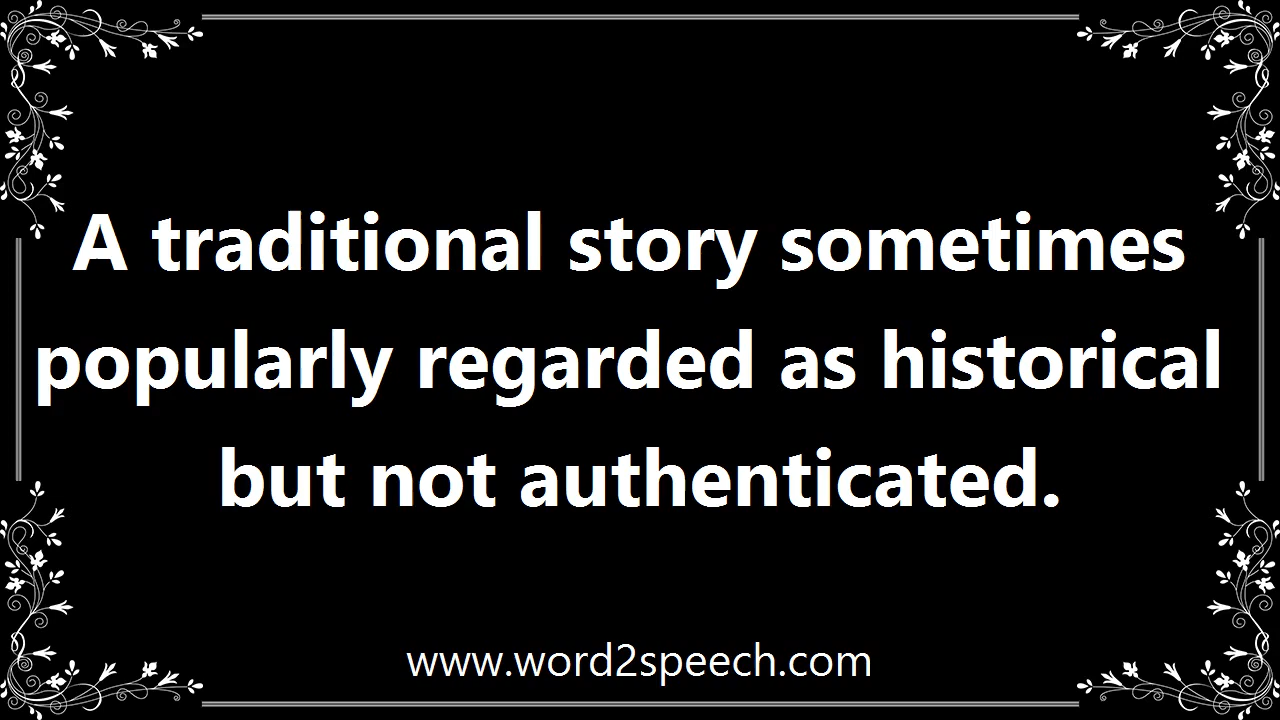 A traditional story sometimes
popularly regarded as historical
but not authenticated.
www.word2speech.com